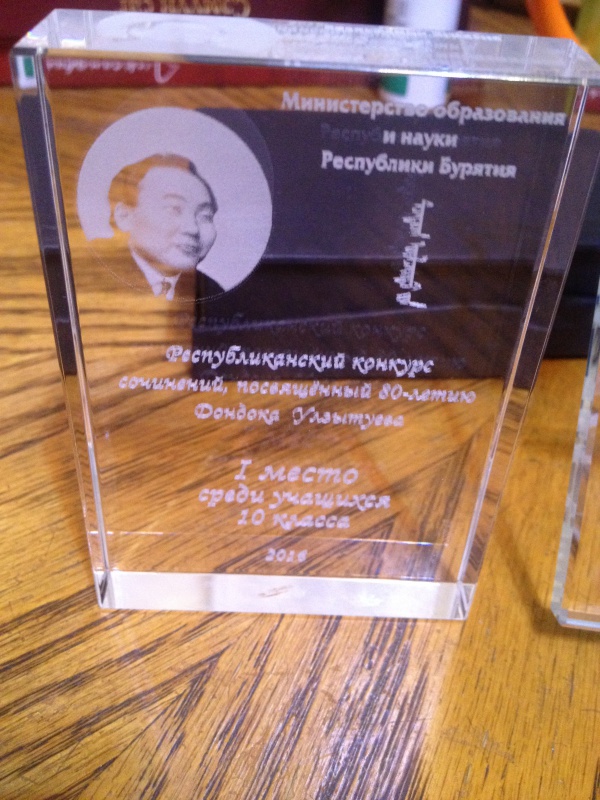 Министерство образования
и науки
Республики Бурятия
Республиканский конкурс
сочинений, посвящённый 80-летию
Дондока Улзытуева
I место
среди учащихся
10 класса
2016